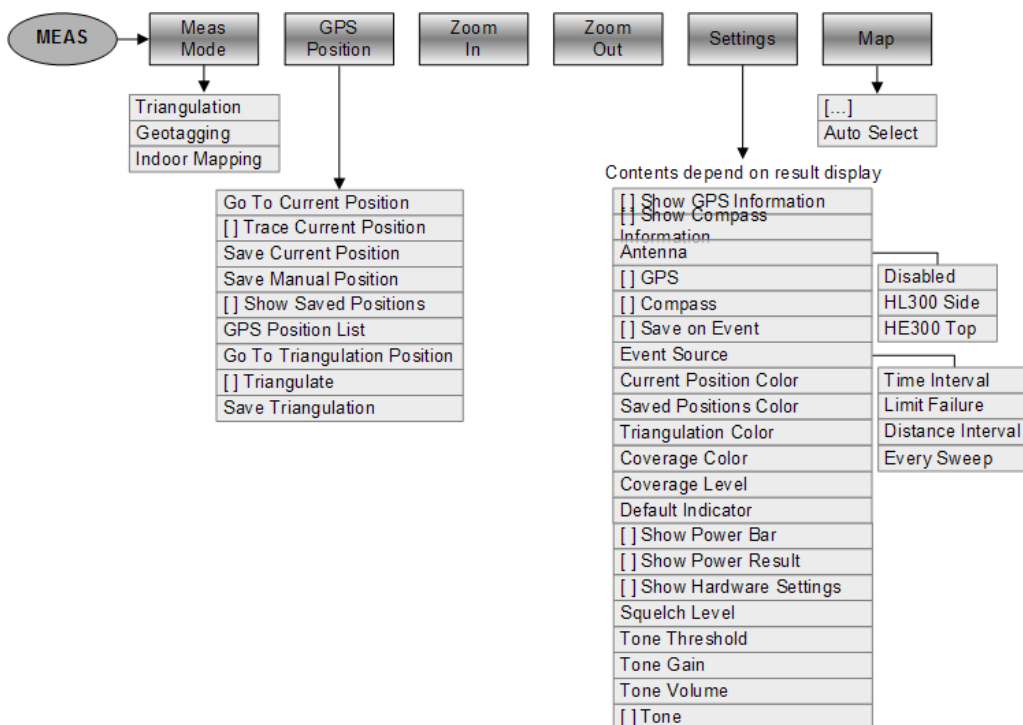 MEAS
Meas
Mode
GPS
Position
Zoom
In
Zoom
Out
Settings
Map
Triangulation
Geotagging
Indoor Mapping
Go To Current Position
[ ] Trace Current Position
Save Current Position
Save Manual Position
[ ] Show Saved Positions
GPS Position List
Go To Triangulation Position
[ ] Triangulate
Save Triangulation
Contents depend on result display
[ ] Show GPS Information
[ ] Show Compass
Information
Antenna
[ ] GPS
[ ] Compass
[ ] Save on Event
Event Source
Current Position Color
Saved Positions Color
Triangulation Color
Coverage Color
Coverage Level
Default Indicator
[ ] Show Power Bar
[ ] Show Power Result
[ ] Show Hardware Settings
Squelch Level
Tone Threshold
Tone Gain
Tone Volume
[ ] Tone
Disabled
HL300 Side
HE300 Top
Time Interval
Limit Failure
Distance Interval
Every Sweep
[...]
Auto Select